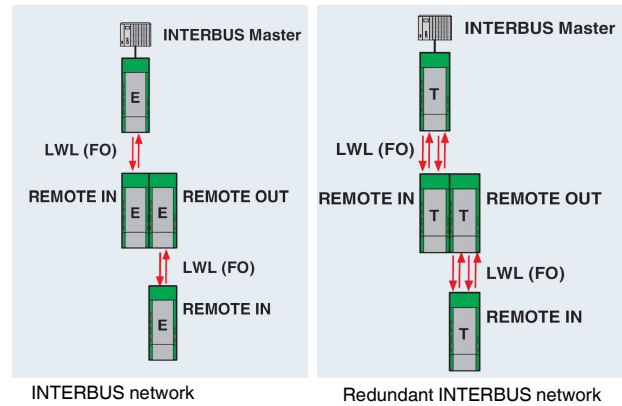 INTERBUS Master
E
LWL (FO)
REMOTE IN
E
E
REMOTE OUT
LWL (FO)
E
REMOTE IN
INTERBUS network
INTERBUS Master
T
LWL (FO)
REMOTE IN
T
T
REMOTE OUT
LWL (FO)
T
REMOTE IN
Redundant INTERBUS network